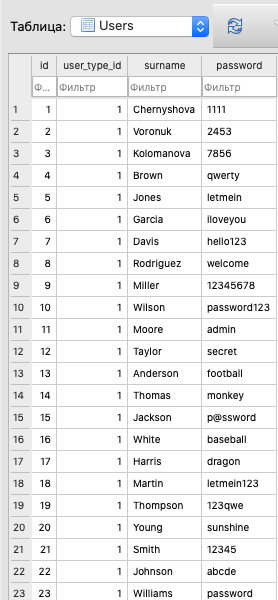 Таблица: Users
id user_type_id surname password
Ф... Фильтр Фильтр Фильтр
1 1 1 Chernyshova 1111
2 2 1 Voronuk 2453
3 3 1 Kolomanova 7856
4 4 1 Brown qwerty
5 5 1 Jones letmein
6 6 1 Garcia iloveyou
7 7 1 Davis hello123
8 8 1 Rodriguez welcome
9 9 1 Miller 12345678
10 10 1 Wilson password123
11 11 1 Moore admin
12 12 1 Taylor secret
13 13 1 Anderson football
14 14 1 Thomas monkey
15 15 1 Jackson p@ssword
16 16 1 White baseball
17 17 1 Harris dragon
18 18 1 Martin letmein123
19 19 1 Thompson 123qwe
20 20 1 Young sunshine
21 21 1 Smith 12345
22 22 1 Johnson abcde
23 23 1 Williams password